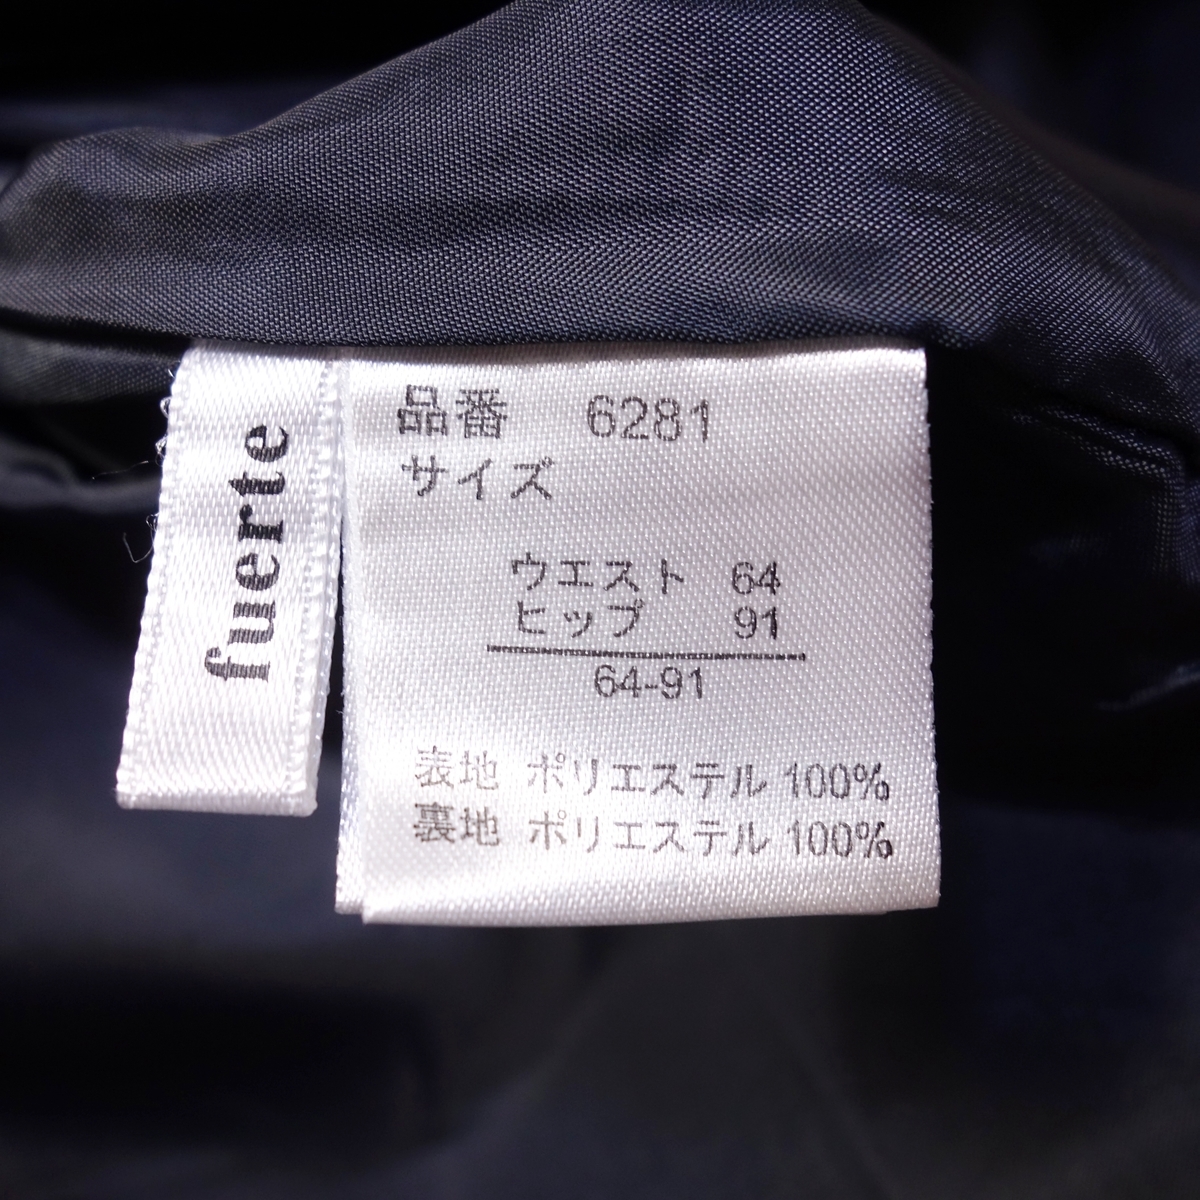 fuerte
品番 6281
サイズ
ウエスト 64
ヒップ 91
64-91
表地 ポリエステル 100%
裏地 ポリエステル 100%